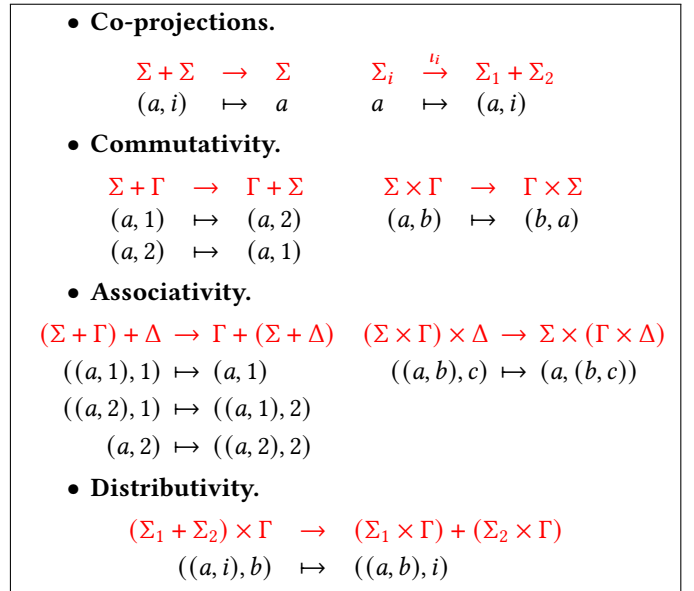 • Co-projections.
Σ + Σ → Σ    Σᵢ →^{ιᵢ} Σ₁ + Σ₂
(a, i) ↦ a    a ↦ (a, i)
• Commutativity.
Σ + Γ → Γ + Σ    Σ × Γ → Γ × Σ
(a, 1) ↦ (a, 2)    (a, b) ↦ (b, a)
(a, 2) ↦ (a, 1)
• Associativity.
(Σ + Γ) + Δ → Γ + (Σ + Δ)    (Σ × Γ) × Δ → Σ × (Γ × Δ)
((a, 1), 1) ↦ (a, 1)    ((a, b), c) ↦ (a, (b, c))
((a, 2), 1) ↦ ((a, 1), 2)
(a, 2) ↦ ((a, 2), 2)
• Distributivity.
(Σ₁ + Σ₂) × Γ → (Σ₁ × Γ) + (Σ₂ × Γ)
((a, i), b) ↦ ((a, b), i)